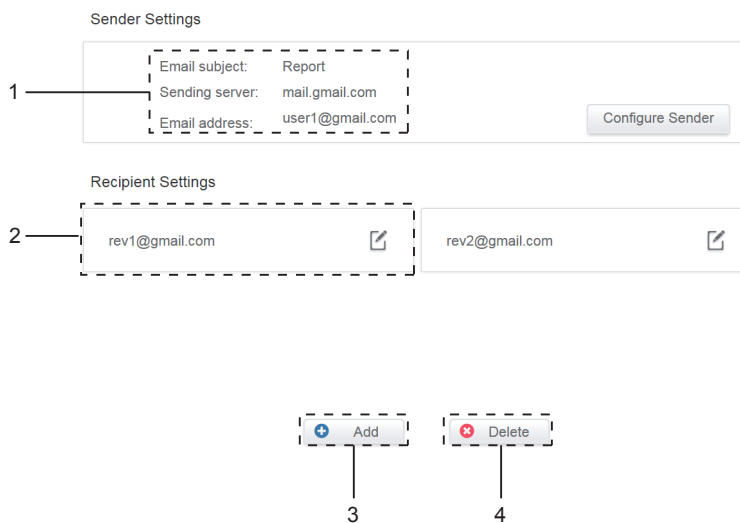 Sender Settings
1
Email subject: Report
Sending server: mail.gmail.com
Email address: user1@gmail.com
Configure Sender
Recipient Settings
2
rev1@gmail.com
rev2@gmail.com
Add
Delete
3
4